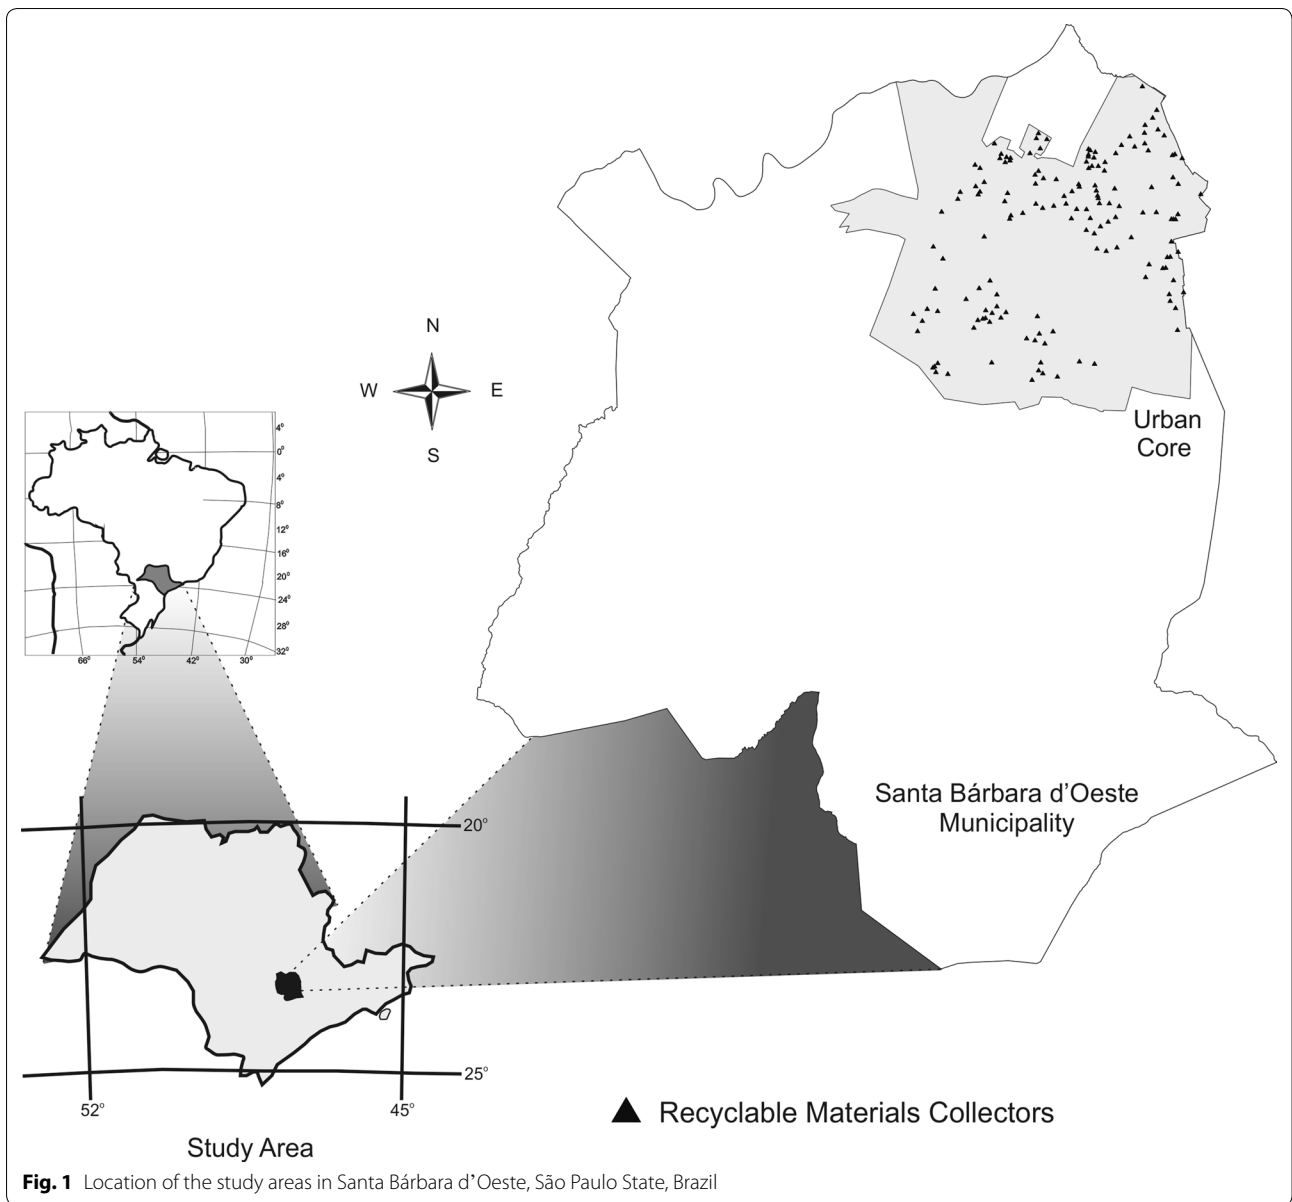 N
W
E
S
Urban
Core
4°
0°
4°
8°
12°
16°
20°
24°
28°
32°
66°
54°
42°
30°
Santa Bárbara d’Oeste
Municipality
20°
25°
52°
45°
Recyclable Materials Collectors
Study Area
Fig. 1 Location of the study areas in Santa Bárbara d’Oeste, São Paulo State, Brazil